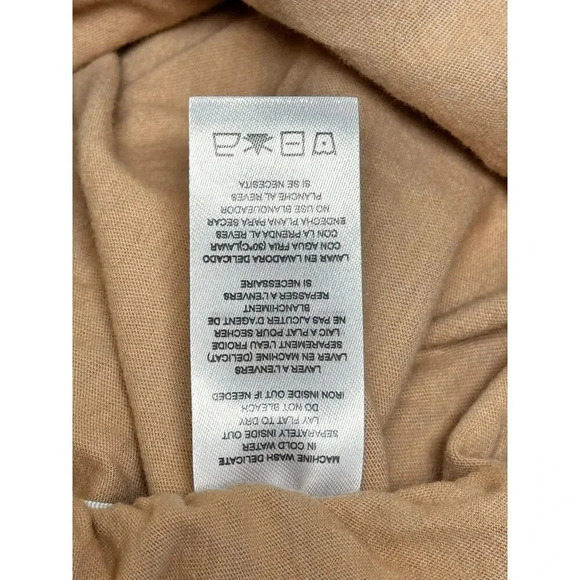 MACHINE WASH DELICATE
IN COLD WATER
SEPARATELY INSIDE OUT
LAY FLAT TO DRY
DO NOT BLEACH
IRON INSIDE OUT IF NEEDED
LAVER A L'ENVERS
LAVER EN MACHINE (DELICAT)
SEPAREMENT L'EAU FROIDE
LAIC A PLAT POUR SECHER
NE PAS AJCUTER D'AGENT DE
BLANCHIMENT
REPASSER A L'ENVERS
SI NECESSAIRE
LAVAR EN LAVADORA DELICADO
CON AGUA FRIA (30°C)LAVAR
CON LA PRENDA AL REVES
ENDECHA PLANA PARA SECAR
NO USE BLANQUEADOR
PLANCHE AL REVES
SI SE NECESITA